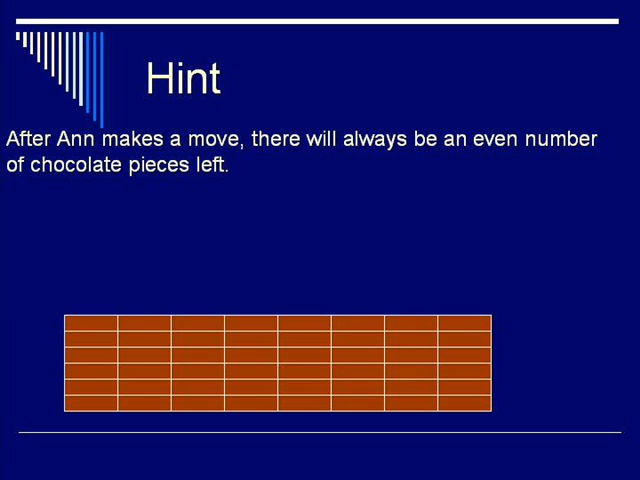 Hint
After Ann makes a move, there will always be an even number
of chocolate pieces left.